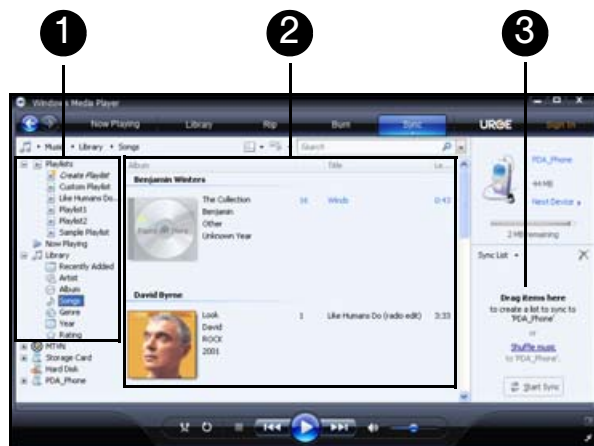 1 2 3
Windows Media Player
Now Playing Library Rip Burn Sync URGE Sign In
Music Library Songs Search
Playlists
Create Playlist
Custom Playlist
Like Humans Do...
Playlist1
Playlist2
Sample Playlist
Now Playing
Library
Recently Added
Artist
Album
Songs
Genre
Year
Rating
MTVN
Storage Card
Hard Disk
PDA_Phone
Album Title Le...
Benjamin Winters
The Collection 16 Winds 0:43
Benjamin
Other
Unknown Year
David Byrne
Look 1 Like Humans Do (radio edit) 3:33
David
ROCK
2001
PDA_Phone
Next Device
2 MB remaining
Sync List
Drag items here
to create a list to sync to
'PDA_Phone'.
or
Shuffle music
to 'PDA_Phone'.
Start Sync